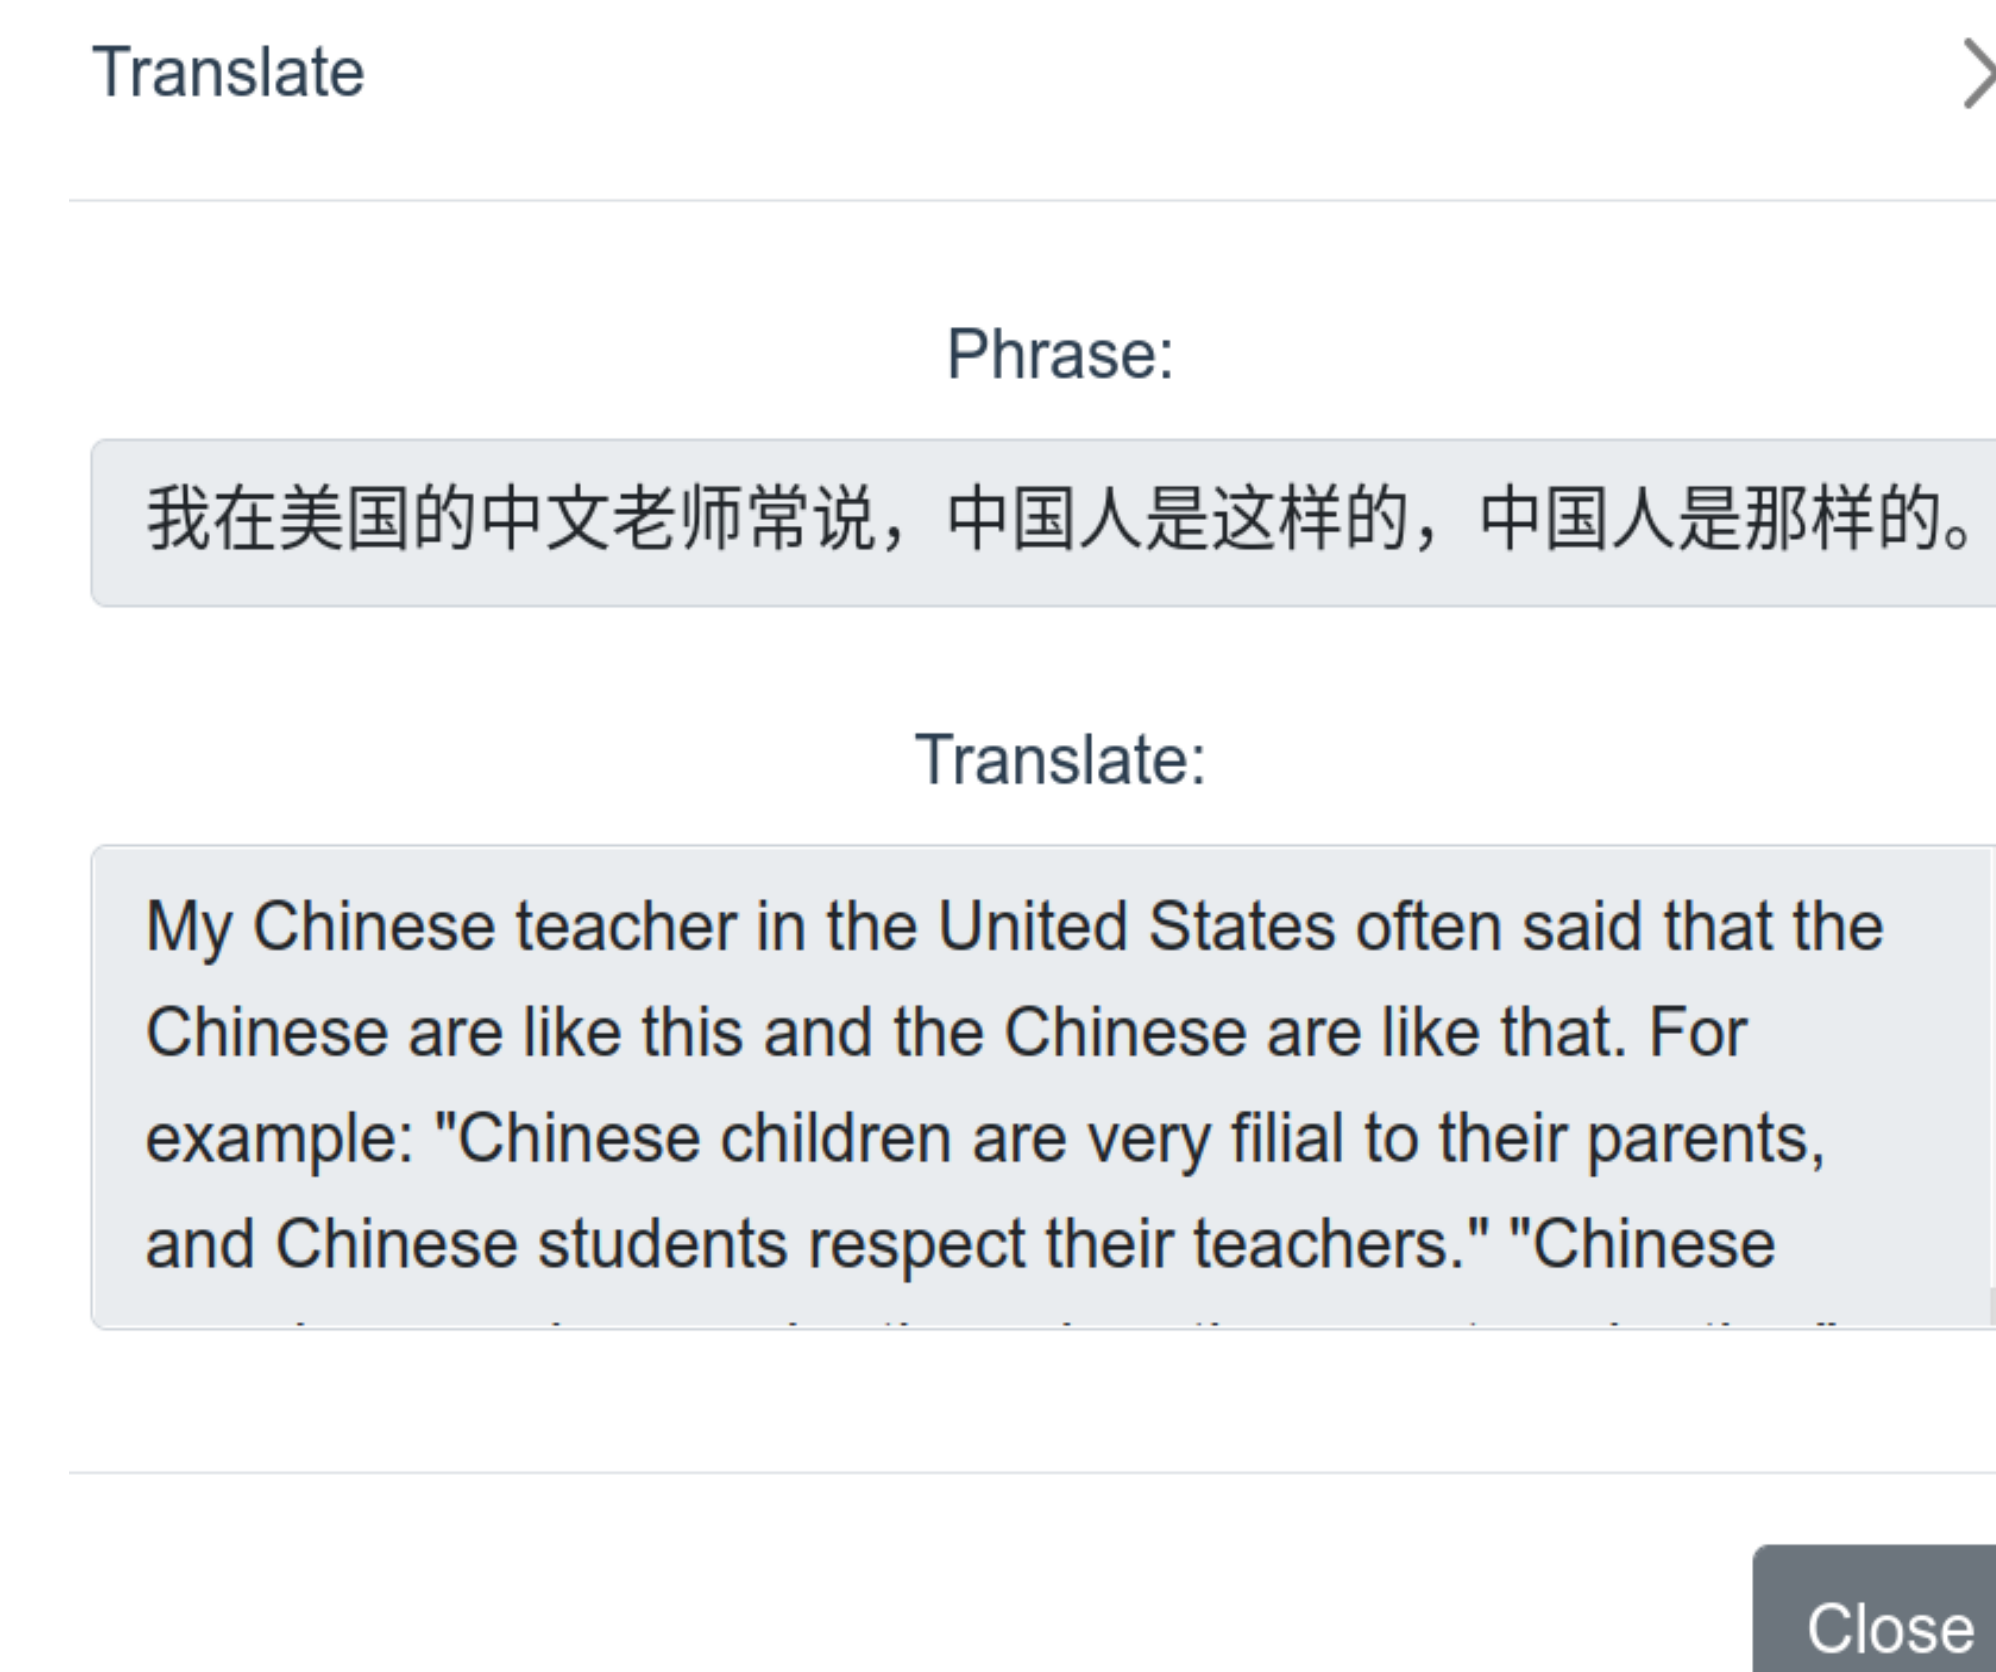 Translate
Phrase:
我在美国的中文老师常说，中国人是这样的，中国人是那样的。
Translate:
My Chinese teacher in the United States often said that the
Chinese are like this and the Chinese are like that. For
example: "Chinese children are very filial to their parents,
and Chinese students respect their teachers." "Chinese
Close